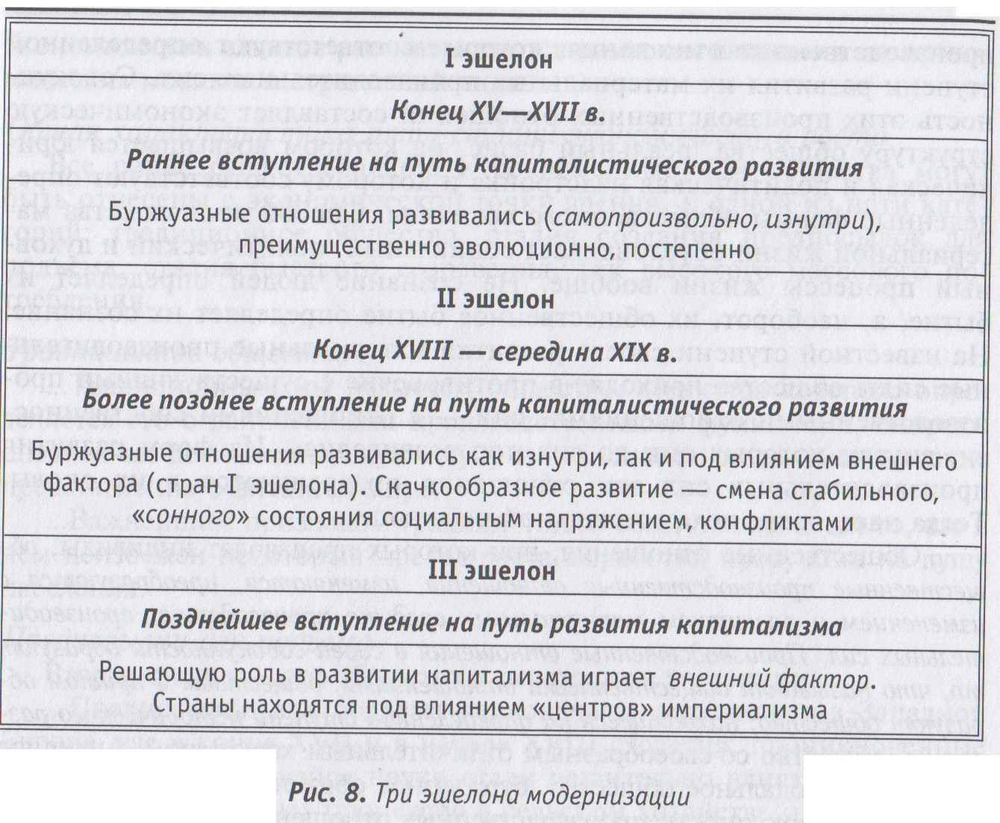 I эшелон
Конец XV—XVII в.
Раннее вступление на путь капиталистического развития
Буржуазные отношения развивались (самопроизвольно, изнутри),
преимущественно эволюционно, постепенно
II эшелон
Конец XVIII — середина XIX в.
Более позднее вступление на путь капиталистического развития
Буржуазные отношения развивались как изнутри, так и под влиянием внешнего
фактора (стран I эшелона). Скачкообразное развитие — смена стабильного,
«сонного» состояния социальным напряжением, конфликтами
III эшелон
Позднейшее вступление на путь развития капитализма
Решающую роль в развитии капитализма играет внешний фактор.
Страны находятся под влиянием «центров» империализма
Рис. 8. Три эшелона модернизации